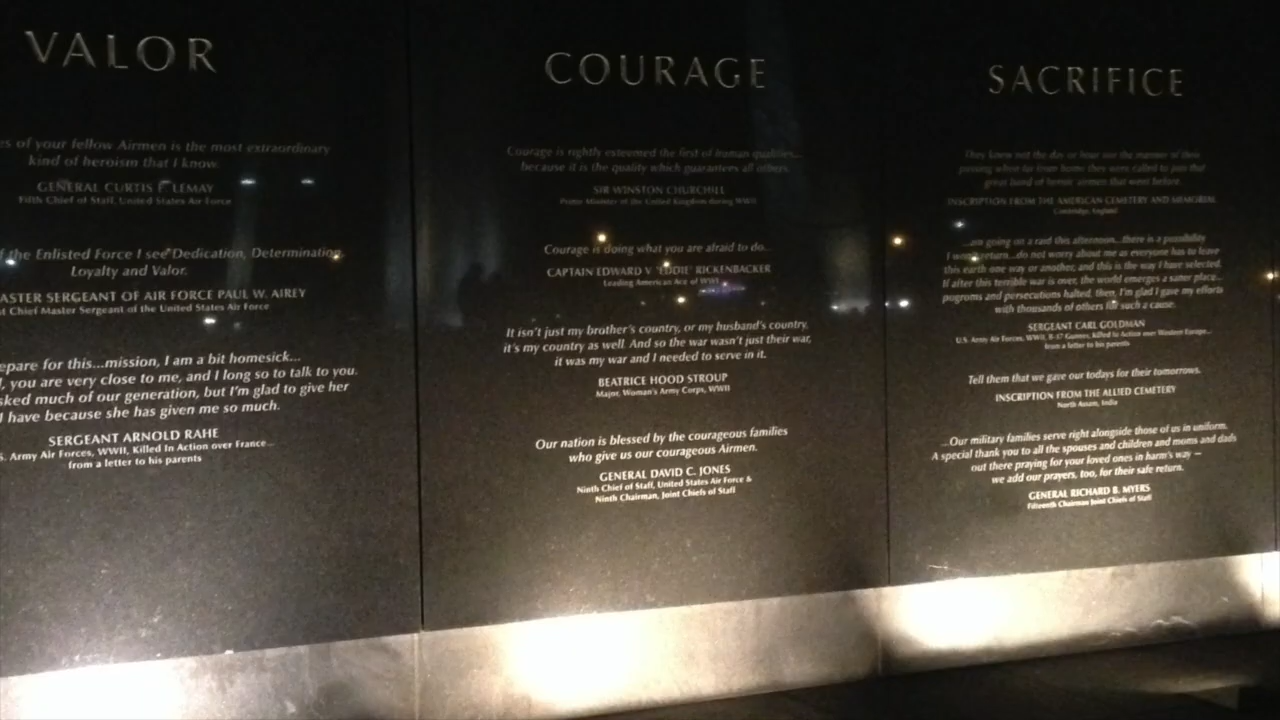 VALOR
es of your fellow Airmen is the most extraordinary
kind of heroism that I know.
GENERAL CURTIS E. LEMAY
Fifth Chief of Staff, United States Air Force
f the Enlisted Force I see Dedication, Determination,
Loyalty and Valor.
ASTER SERGEANT OF AIR FORCE PAUL W. AIREY
t Chief Master Sergeant of the United States Air Force
epare for this...mission, I am a bit homesick...
, you are very close to me, and I long so to talk to you.
sked much of our generation, but I'm glad to give her
I have because she has given me so much.
SERGEANT ARNOLD RAHE
S. Army Air Forces, WWII, Killed In Action over France...
from a letter to his parents
COURAGE
Courage is rightly esteemed the first of human qualities...
because it is the quality which guarantees all others.
SIR WINSTON CHURCHILL
Prime Minister of the United Kingdom during WWII
Courage is doing what you are afraid to do...
CAPTAIN EDWARD V "EDDIE" RICKENBACKER
Leading American Ace of WWI
It isn't just my brother's country, or my husband's country,
it's my country as well. And so the war wasn't just their war,
it was my war and I needed to serve in it.
BEATRICE HOOD STROUP
Major, Woman's Army Corps, WWII
Our nation is blessed by the courageous families
who give us our courageous Airmen.
GENERAL DAVID C. JONES
Ninth Chief of Staff, United States Air Force &
Ninth Chairman, Joint Chiefs of Staff
SACRIFICE
They knew not the day or hour nor the manner of their
passing when far from home they were called to join that
great band of heroic airmen that went before.
INSCRIPTION FROM THE AMERICAN CEMETERY AND MEMORIAL
Cambridge, England
...am going on a raid this afternoon...there is a possibility
I won't return...do not worry about me as everyone has to leave
this earth one way or another, and this is the way I have selected.
If after this terrible war is over, the world emerges a saner place...
pogroms and persecutions halted, then, I'm glad I gave my efforts
with thousands of others for such a cause.
SERGEANT CARL GOLDMAN
U.S. Army Air Forces, WWII, B-17 Gunner, Killed In Action over Western Europe...
from a letter to his parents
Tell them that we gave our todays for their tomorrows.
INSCRIPTION FROM THE ALLIED CEMETERY
North Assam, India
...Our military families serve right alongside those of us in uniform.
A special thank you to all the spouses and children and moms and dads
out there praying for your loved ones in harm's way —
we add our prayers, too, for their safe return.
GENERAL RICHARD B. MYERS
Fifteenth Chairman Joint Chiefs of Staff